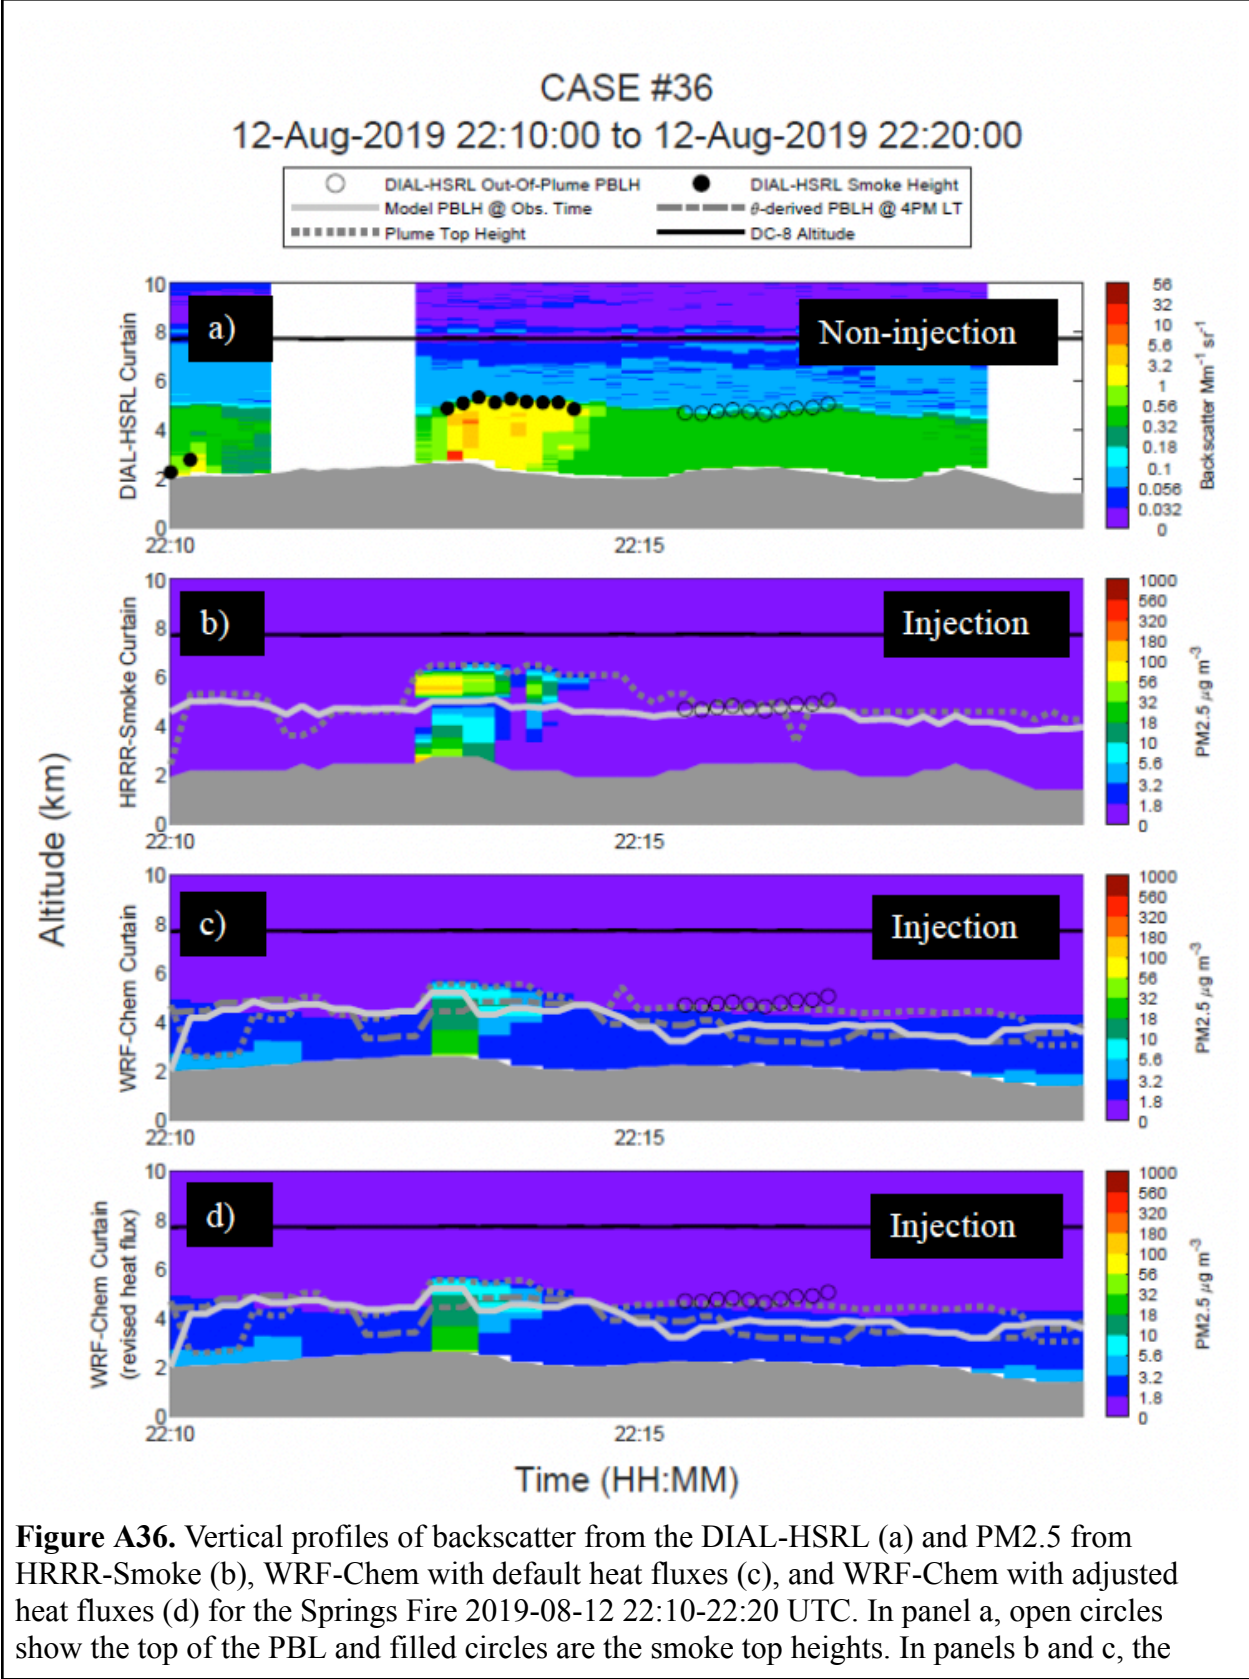 CASE #36
12-Aug-2019 22:10:00 to 12-Aug-2019 22:20:00
DIAL-HSRL Out-Of-Plume PBLH
DIAL-HSRL Smoke Height
Model PBLH @ Obs. Time
θ-derived PBLH @ 4PM LT
Plume Top Height
DC-8 Altitude
Altitude (km)
DIAL-HSRL Curtain
10
8
6
4
2
0
a)
Non-injection
22:10
22:15
56
32
10
5.6
3.2
1
0.56
0.32
0.18
0.1
0.056
0.032
0
Backscatter Mm⁻¹ sr⁻¹
HRRR-Smoke Curtain
10
8
6
4
2
0
b)
Injection
22:10
22:15
1000
560
320
180
100
56
32
18
10
5.6
3.2
1.8
0
PM2.5 μg m⁻³
WRF-Chem Curtain
10
8
6
4
2
0
c)
Injection
22:10
22:15
1000
560
320
180
100
56
32
18
10
5.6
3.2
1.8
0
PM2.5 μg m⁻³
WRF-Chem Curtain
(revised heat flux)
10
8
6
4
2
0
d)
Injection
22:10
22:15
1000
560
320
180
100
56
32
18
10
5.6
3.2
1.8
0
PM2.5 μg m⁻³
Time (HH:MM)
Figure A36. Vertical profiles of backscatter from the DIAL-HSRL (a) and PM2.5 from
HRRR-Smoke (b), WRF-Chem with default heat fluxes (c), and WRF-Chem with adjusted
heat fluxes (d) for the Springs Fire 2019-08-12 22:10-22:20 UTC. In panel a, open circles
show the top of the PBL and filled circles are the smoke top heights. In panels b and c, the